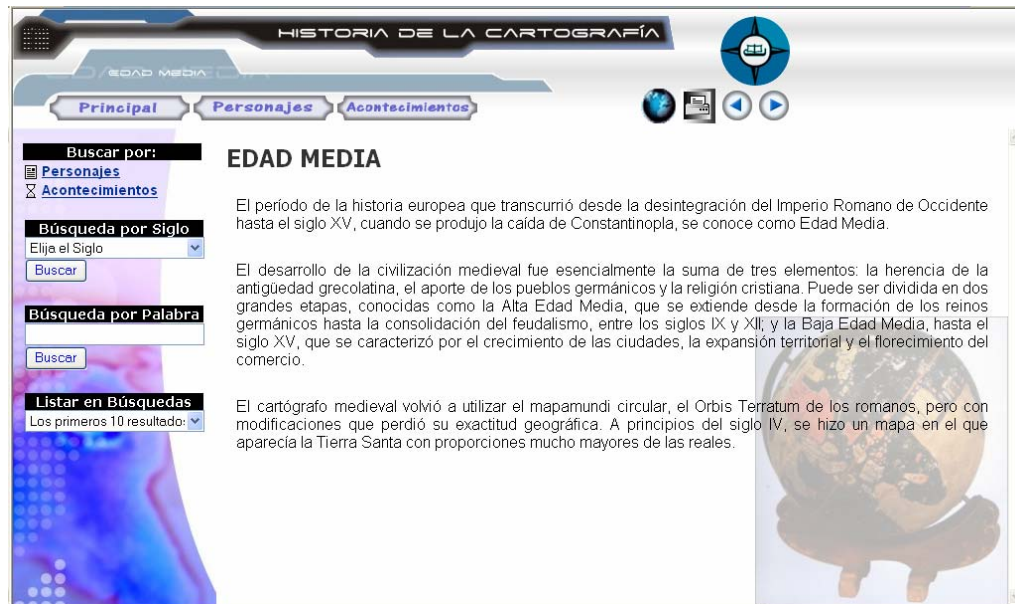 HISTORIA DE LA CARTOGRAFÍA
EDAD MEDIA
Principal
Personajes
Acontecimientos
Buscar por:
Personajes
Acontecimientos
Búsqueda por Siglo
Elija el Siglo
Buscar
Búsqueda por Palabra
Buscar
Listar en Búsquedas
Los primeros 10 resultado:
EDAD MEDIA
El período de la historia europea que transcurrió desde la desintegración del Imperio Romano de Occidente
hasta el siglo XV, cuando se produjo la caída de Constantinopla, se conoce como Edad Media.
El desarrollo de la civilización medieval fue esencialmente la suma de tres elementos: la herencia de la
antigüedad grecolatina, el aporte de los pueblos germánicos y la religión cristiana. Puede ser dividida en dos
grandes etapas, conocidas como la Alta Edad Media, que se extiende desde la formación de los reinos
germánicos hasta la consolidación del feudalismo, entre los siglos IX y XII; y la Baja Edad Media, hasta el
siglo XV, que se caracterizó por el crecimiento de las ciudades, la expansión territorial y el florecimiento del
comercio.
El cartógrafo medieval volvió a utilizar el mapamundi circular, el Orbis Terratum de los romanos, pero con
modificaciones que perdió su exactitud geográfica. A principios del siglo IV, se hizo un mapa en el que
aparecía la Tierra Santa con proporciones mucho mayores de las reales.